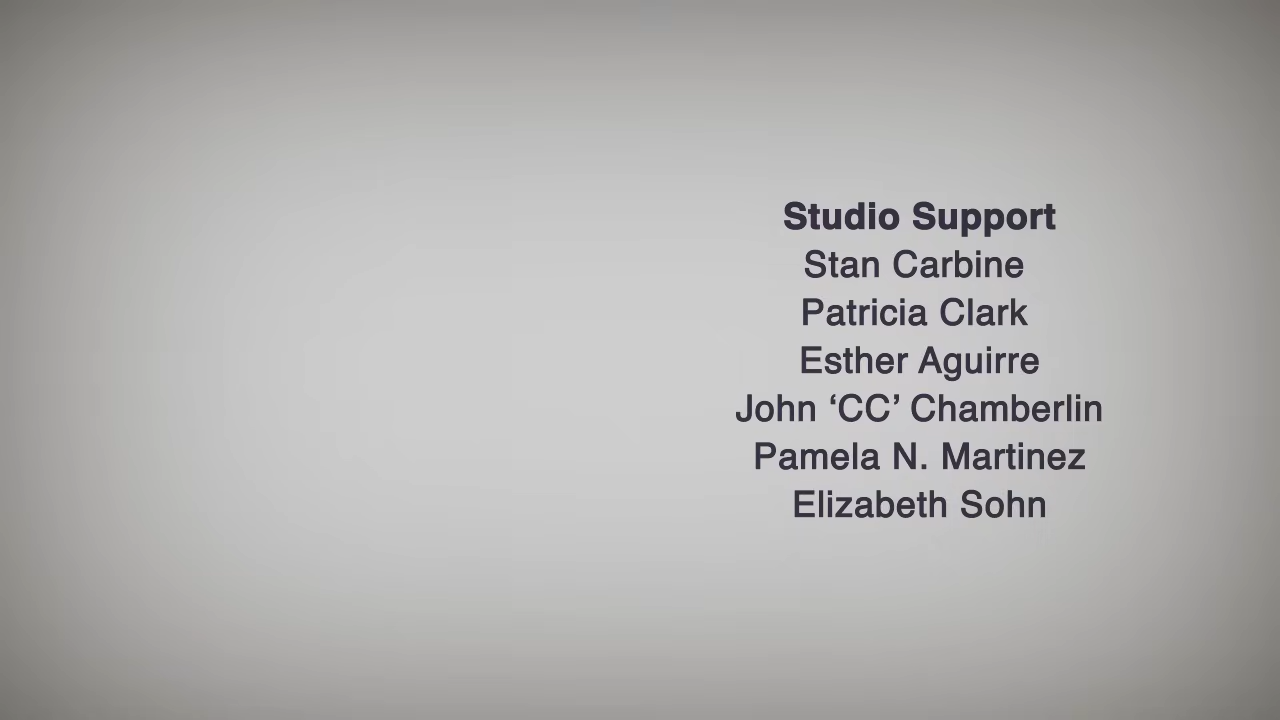 Studio Support
Stan Carbine
Patricia Clark
Esther Aguirre
John ‘CC’ Chamberlin
Pamela N. Martinez
Elizabeth Sohn